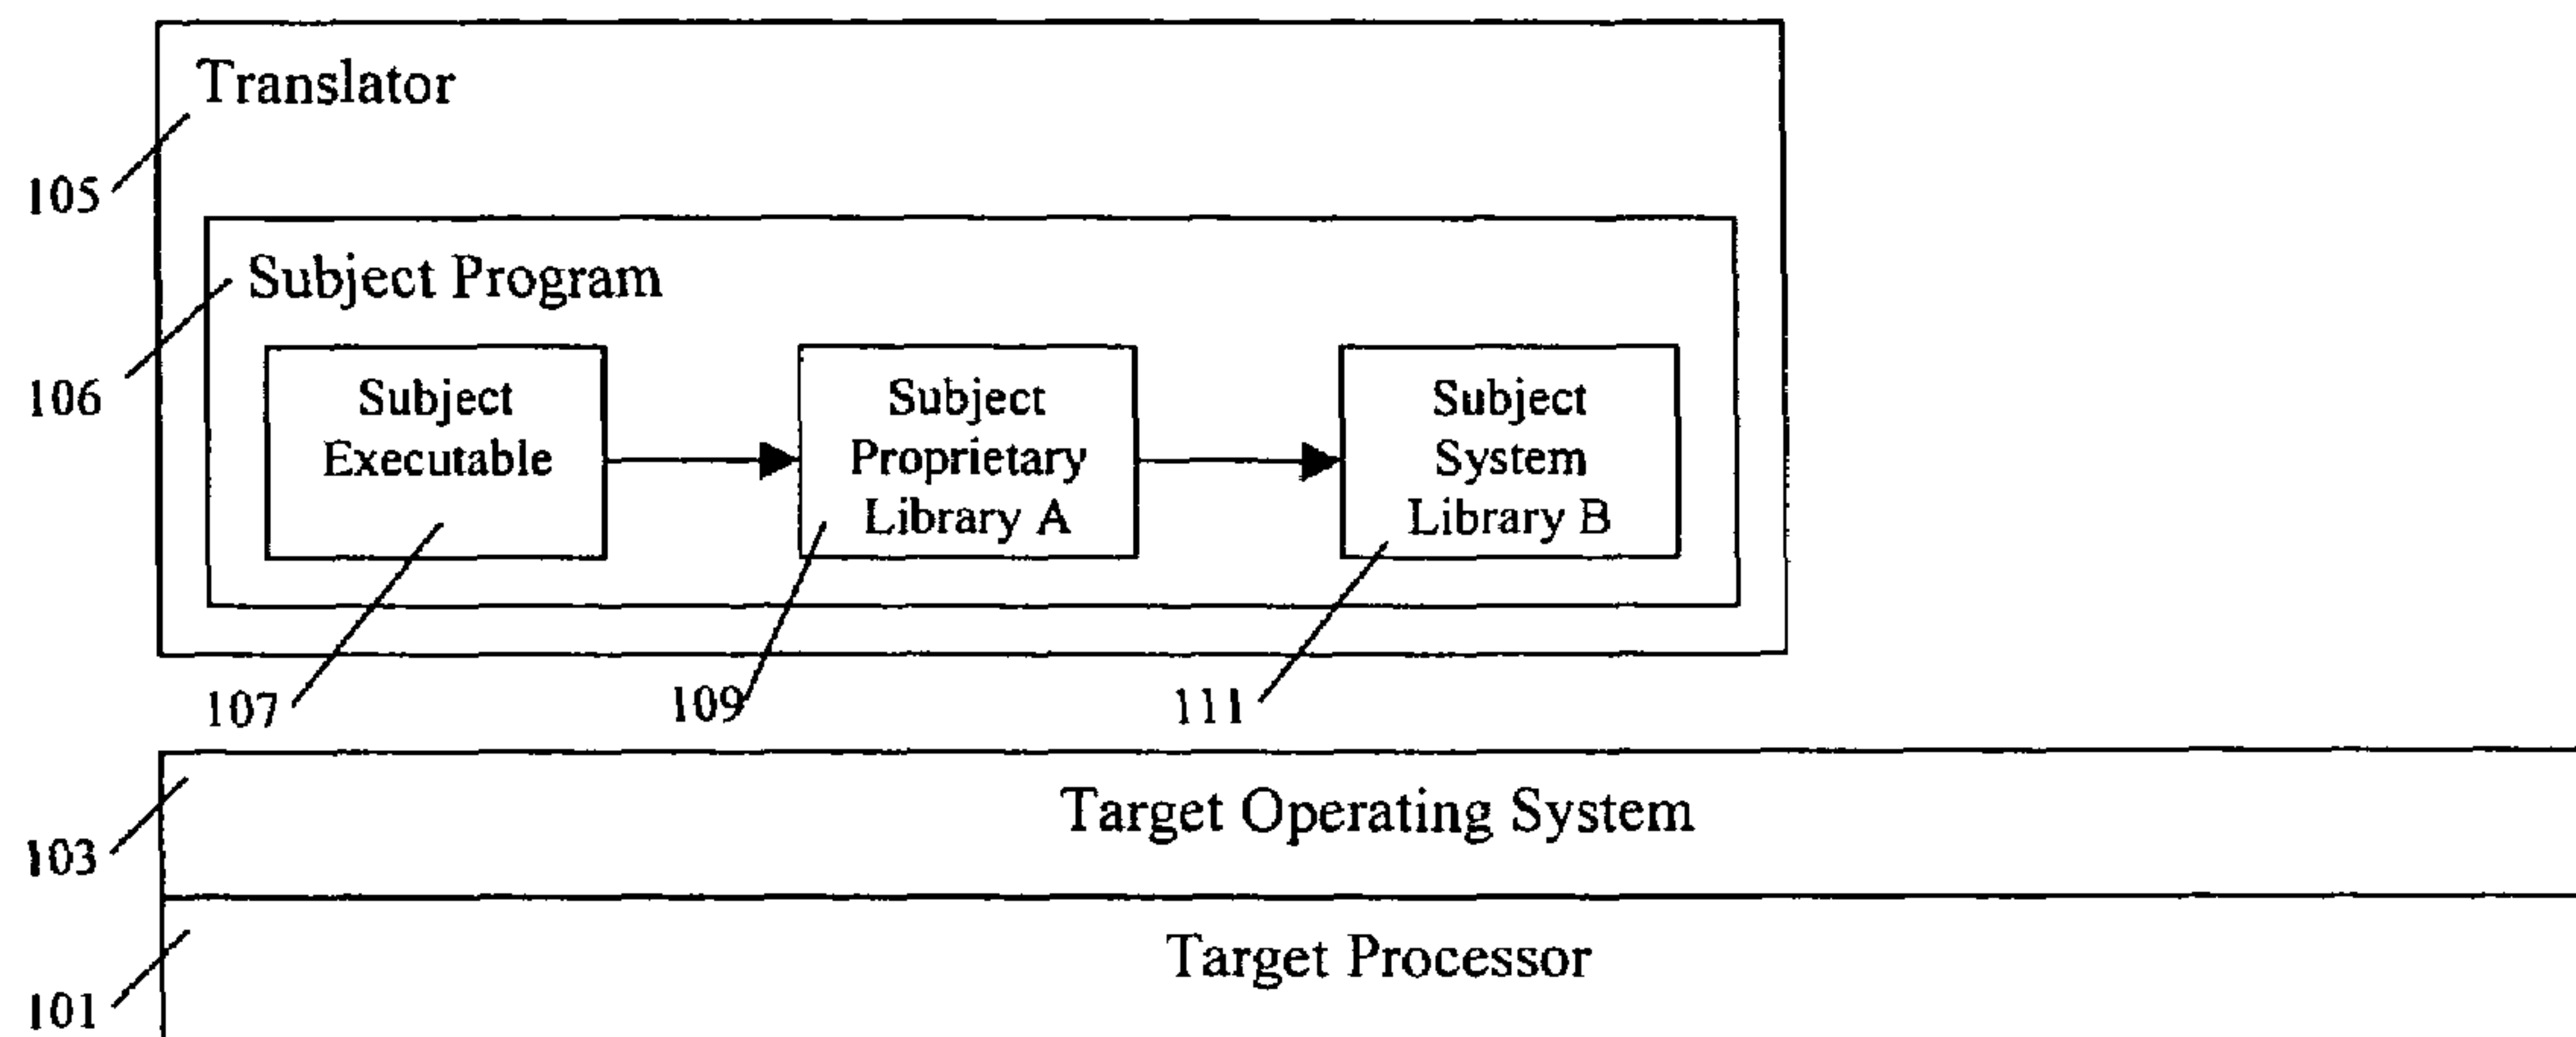 Translator
105
Subject Program
106
Subject
Executable
Subject
Proprietary
Library A
Subject
System
Library B
107
109
111
Target Operating System
103
Target Processor
101